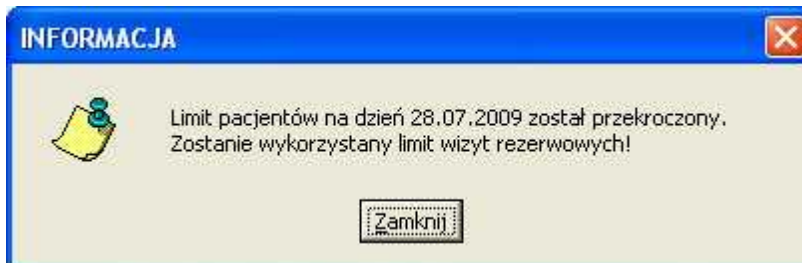 INFORMACJA
Limit pacjentów na dzień 28.07.2009 został przekroczony.
Zostanie wykorzystany limit wizyt rezerwowych!
Zamknij